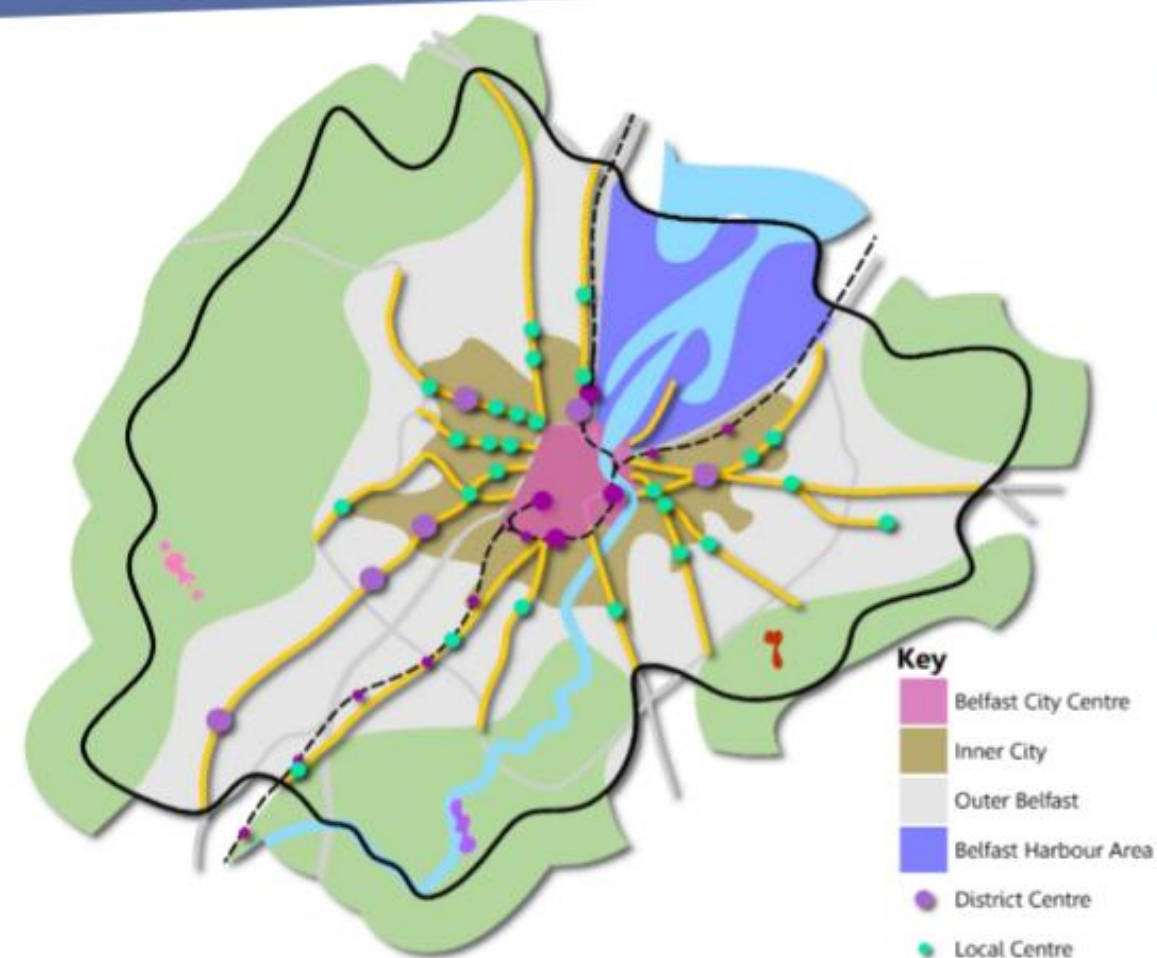 Key
Belfast City Centre
Inner City
Outer Belfast
Belfast Harbour Area
District Centre
Local Centre